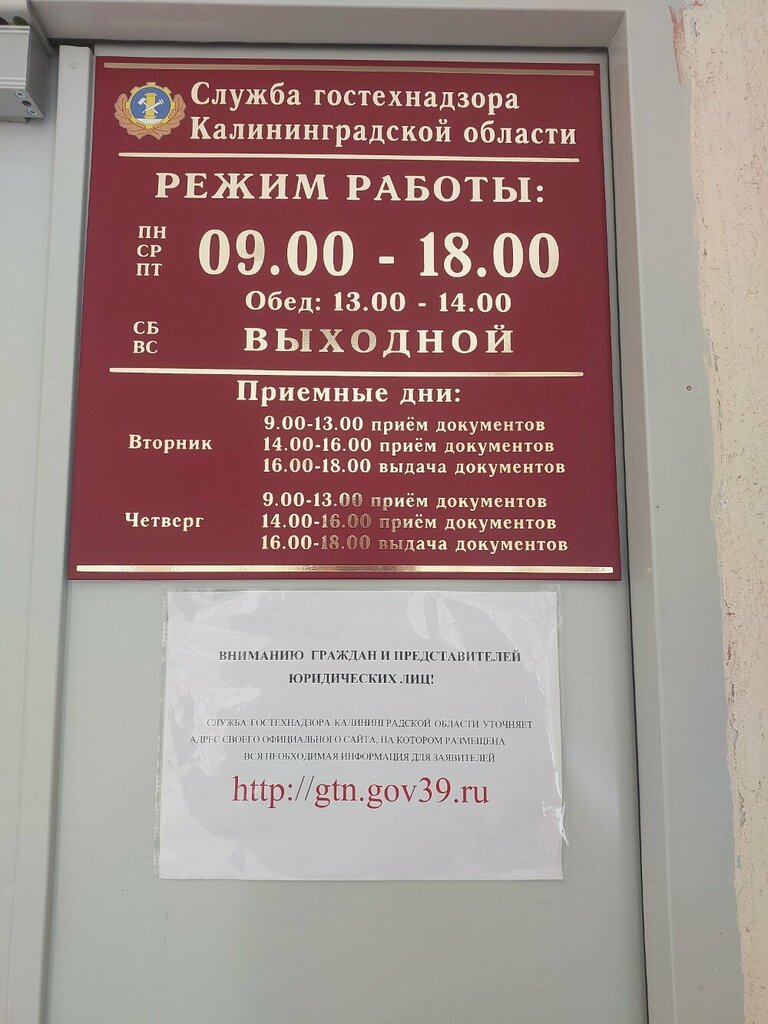 Служба гостехнадзора
Калининградской области
РЕЖИМ РАБОТЫ:
ПН
СР
ПТ
09.00 - 18.00
Обед: 13.00 - 14.00
СБ
ВС
ВЫХОДНОЙ
Приемные дни:
Вторник
9.00-13.00 приём документов
14.00-16.00 приём документов
16.00-18.00 выдача документов
Четверг
9.00-13.00 приём документов
14.00-16.00 приём документов
16.00-18.00 выдача документов
ВНИМАНИЮ ГРАЖДАН И ПРЕДСТАВИТЕЛЕЙ
ЮРИДИЧЕСКИХ ЛИЦ!
СЛУЖБА ГОСТЕХНАДЗОРА КАЛИНИНГРАДСКОЙ ОБЛАСТИ УТОЧНЯЕТ
АДРЕС СВОЕГО ОФИЦИАЛЬНОГО САЙТА, НА КОТОРОМ РАЗМЕЩЕНА
ВСЯ НЕОБХОДИМАЯ ИНФОРМАЦИЯ ДЛЯ ЗАЯВИТЕЛЕЙ
http://gtn.gov39.ru